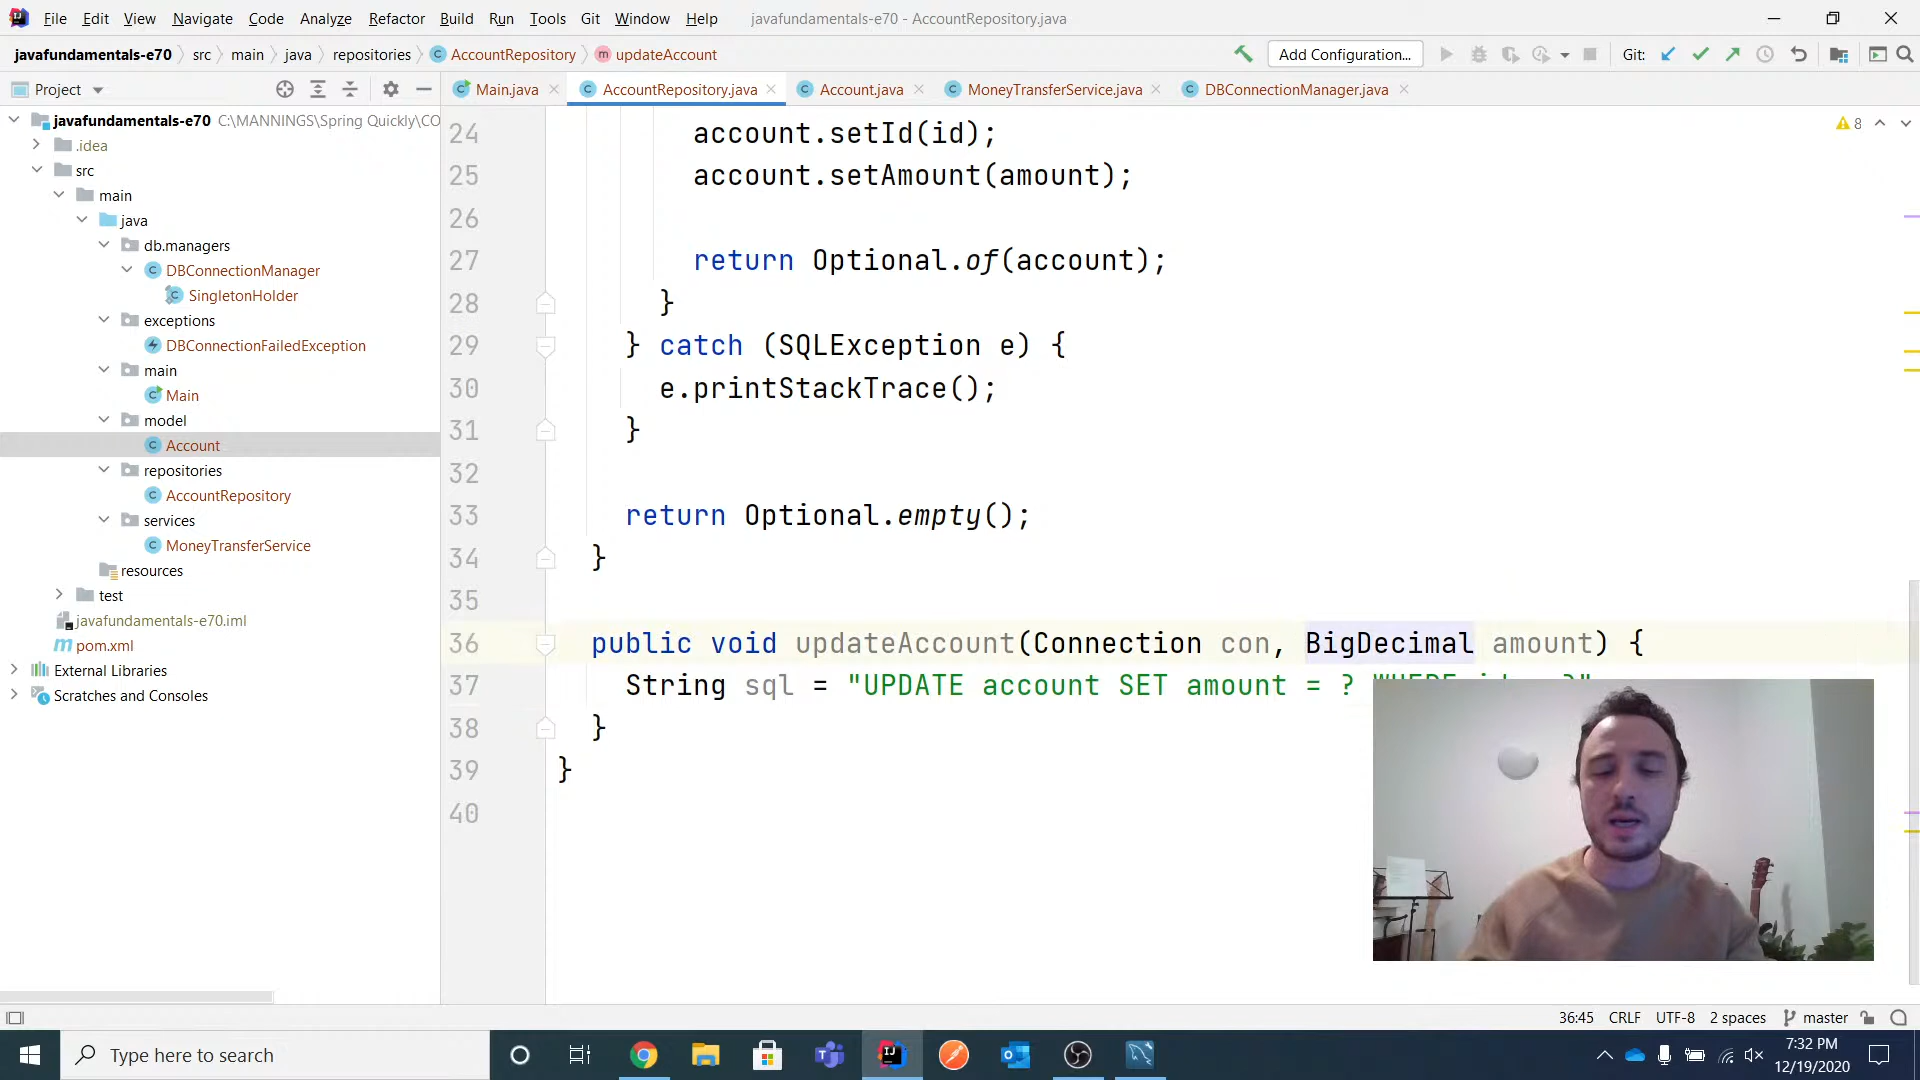 File Edit View Navigate Code Analyze Refactor Build Run Tools Git Window Help javafundamentals-e70 - AccountRepository.java
javafundamentals-e70 src main java repositories AccountRepository updateAccount Add Configuration... Git:
Project
Main.java AccountRepository.java Account.java MoneyTransferService.java DBConnectionManager.java
javafundamentals-e70 C:\MANNINGS\Spring Quickly\CO
.idea
src
main
java
db.managers
DBConnectionManager
SingletonHolder
exceptions
DBConnectionFailedException
main
Main
model
Account
repositories
AccountRepository
services
MoneyTransferService
resources
test
javafundamentals-e70.iml
pom.xml
External Libraries
Scratches and Consoles
8
24 account.setId(id);
25 account.setAmount(amount);
26
27 return Optional.of(account);
28 }
29 } catch (SQLException e) {
30 e.printStackTrace();
31 }
32
33 return Optional.empty();
34 }
35
36 public void updateAccount(Connection con, BigDecimal amount) {
37 String sql = "UPDATE account SET amount = ? WHERE
38 }
39 }
40
36:45 CRLF UTF-8 2 spaces master
Type here to search
7:32 PM
12/19/2020